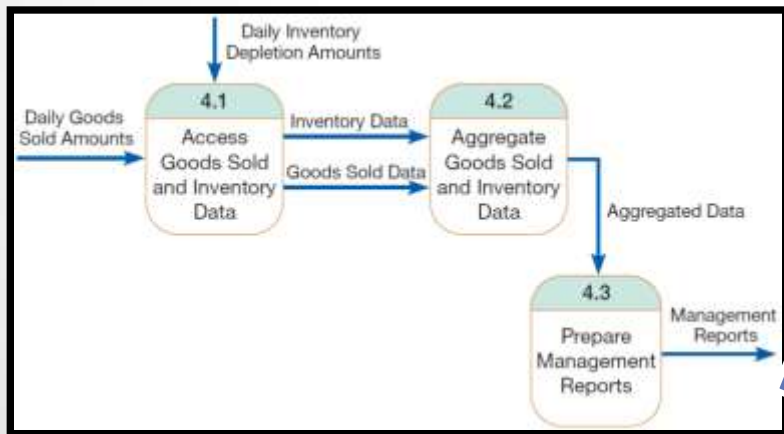 Daily Inventory
Depletion Amounts
Daily Goods
Sold Amounts
4.1
Access
Goods Sold
and Inventory
Data
Inventory Data
Goods Sold Data
4.2
Aggregate
Goods Sold
and Inventory
Data
Aggregated Data
4.3
Prepare
Management
Reports
Management
Reports